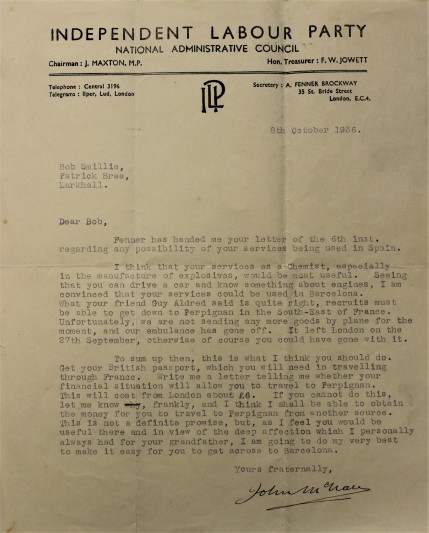 INDEPENDENT LABOUR PARTY
NATIONAL ADMINISTRATIVE COUNCIL
Chairman : J. MAXTON, M.P.
Hon. Treasurer : F. W. JOWETT
Telephone : Central 3196
Telegrams : Ilper, Lud, London
ILP
Secretary : A. FENNER BROCKWAY
35 St. Bride Street
London, E.C.4.
8th October 1936.
Bob Smillie,
Patrick Brae,
Larkhall.
Dear Bob,
Fenner has handed me your letter of the 6th inst.
regarding any possibility of your services being used in Spain.
I think that your services as a Chemist, especially
in the manufacture of explosives, would be most useful. Seeing
that you can drive a car and know something about engines, I am
convinced that your services could be used in Barcelona.
What your friend Guy Aldred said is quite right, recruits must
be able to get down to Perpignan in the South-East of France.
Unfortunately, we are not sending any more goods by plane for the
moment, and our ambulance has gone off. It left London on the
27th September, otherwise of course you could have gone with it.
To sum up them, this is what I think you should do.
Get your British passport, which you will need in travelling
through France. Write me a letter telling me whether your
financial situation will allow you to travel to Perpignan.
This will cost from London about £6. If you cannot do this,
let me know why, frankly, and I think I shall be able to obtain
the money for you to travel to Perpignan from another source.
This is not a definite promise, but, as I feel you would be
useful there and in view of the deep affection which I personally
always had for your grandfather, I am going to do my very best
to make it easy for you to get across to Barcelona.
Yours fraternally,
John McNair